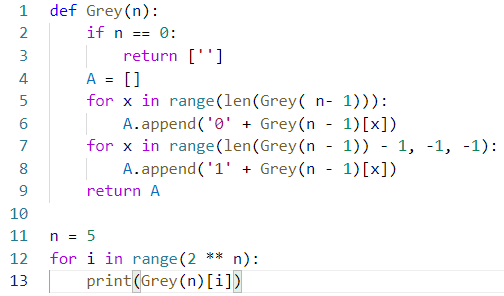 1 def Grey(n):
2     if n == 0:
3         return ['']
4     A = []
5     for x in range(len(Grey( n- 1))):
6         A.append('0' + Grey(n - 1)[x])
7     for x in range(len(Grey(n - 1)) - 1, -1, -1):
8         A.append('1' + Grey(n - 1)[x])
9     return A
10
11 n = 5
12 for i in range(2 ** n):
13     print(Grey(n)[i])